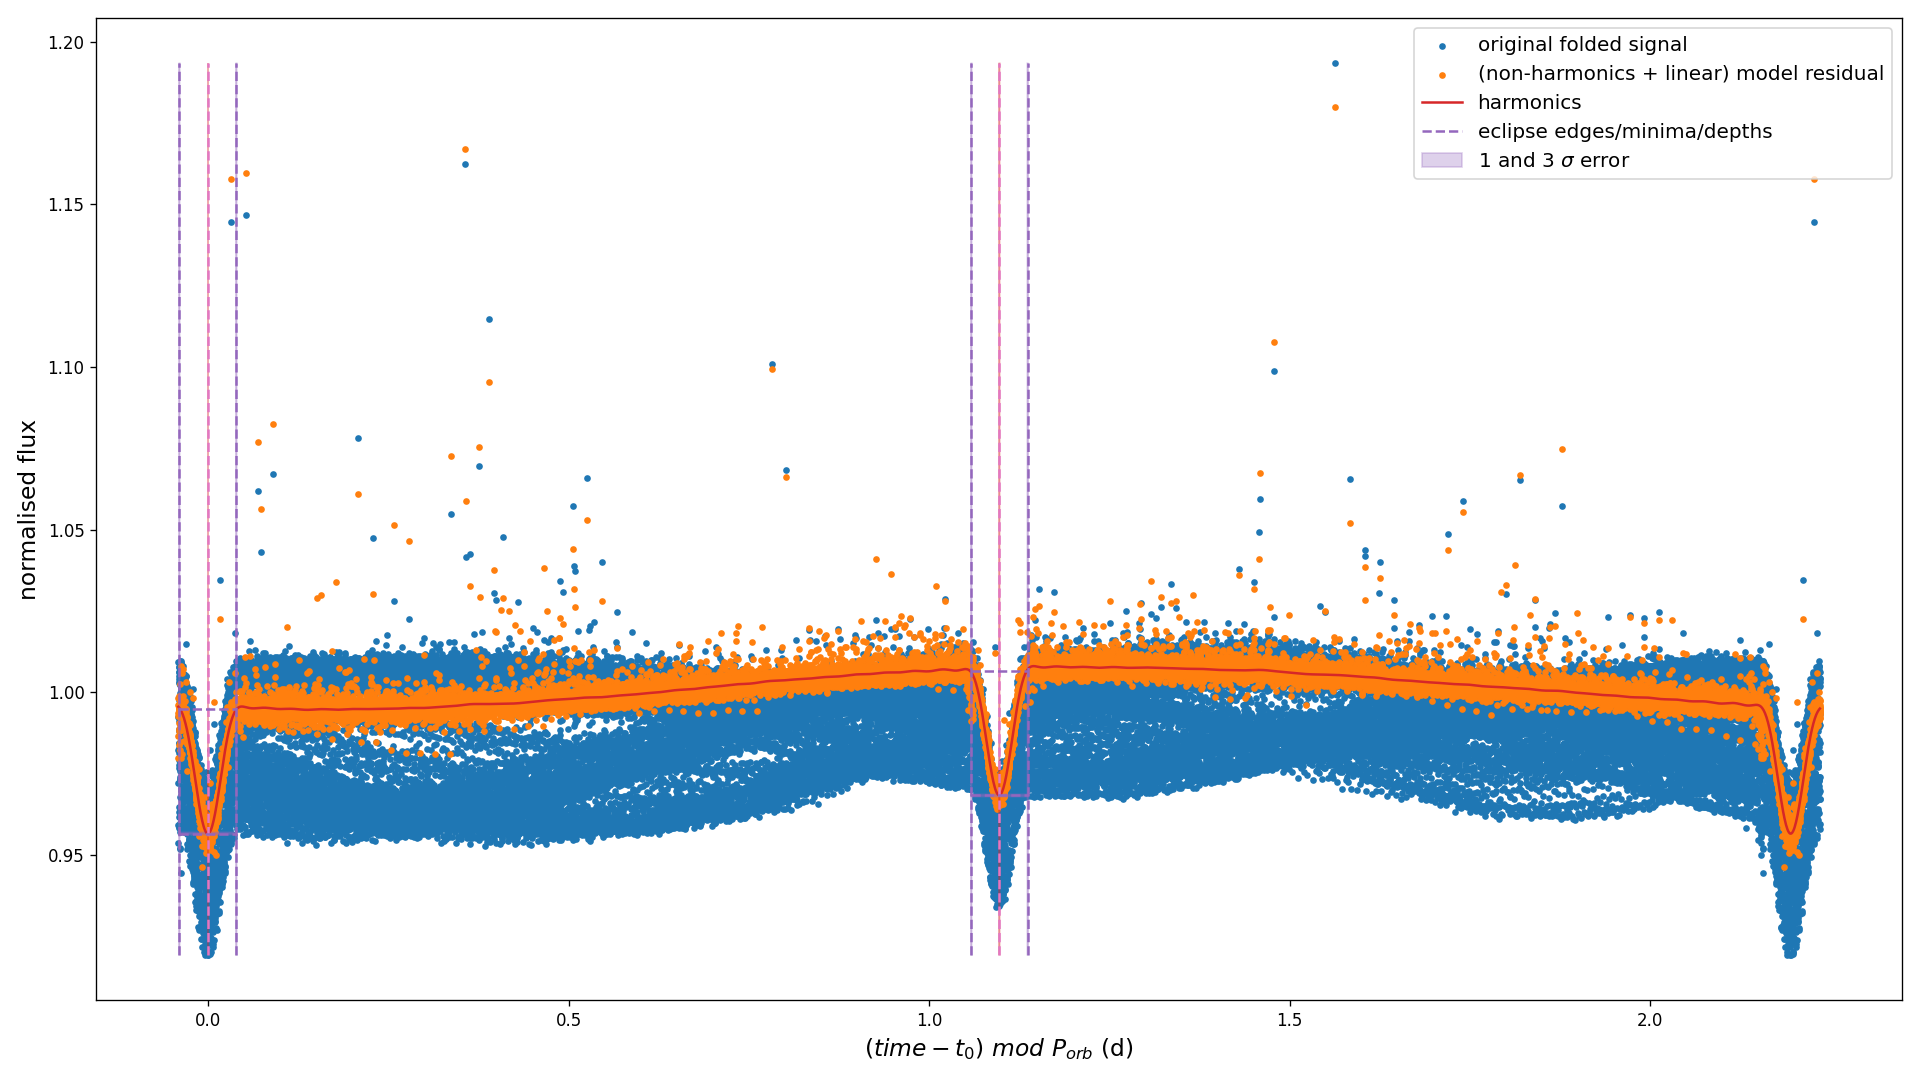 1.20
1.15
1.10
1.05
1.00
0.95
normalised flux
original folded signal
(non-harmonics + linear) model residual
harmonics
eclipse edges/minima/depths
1 and 3 σ error
0.0 0.5 1.0 1.5 2.0
(time − t₀) mod P_orb (d)